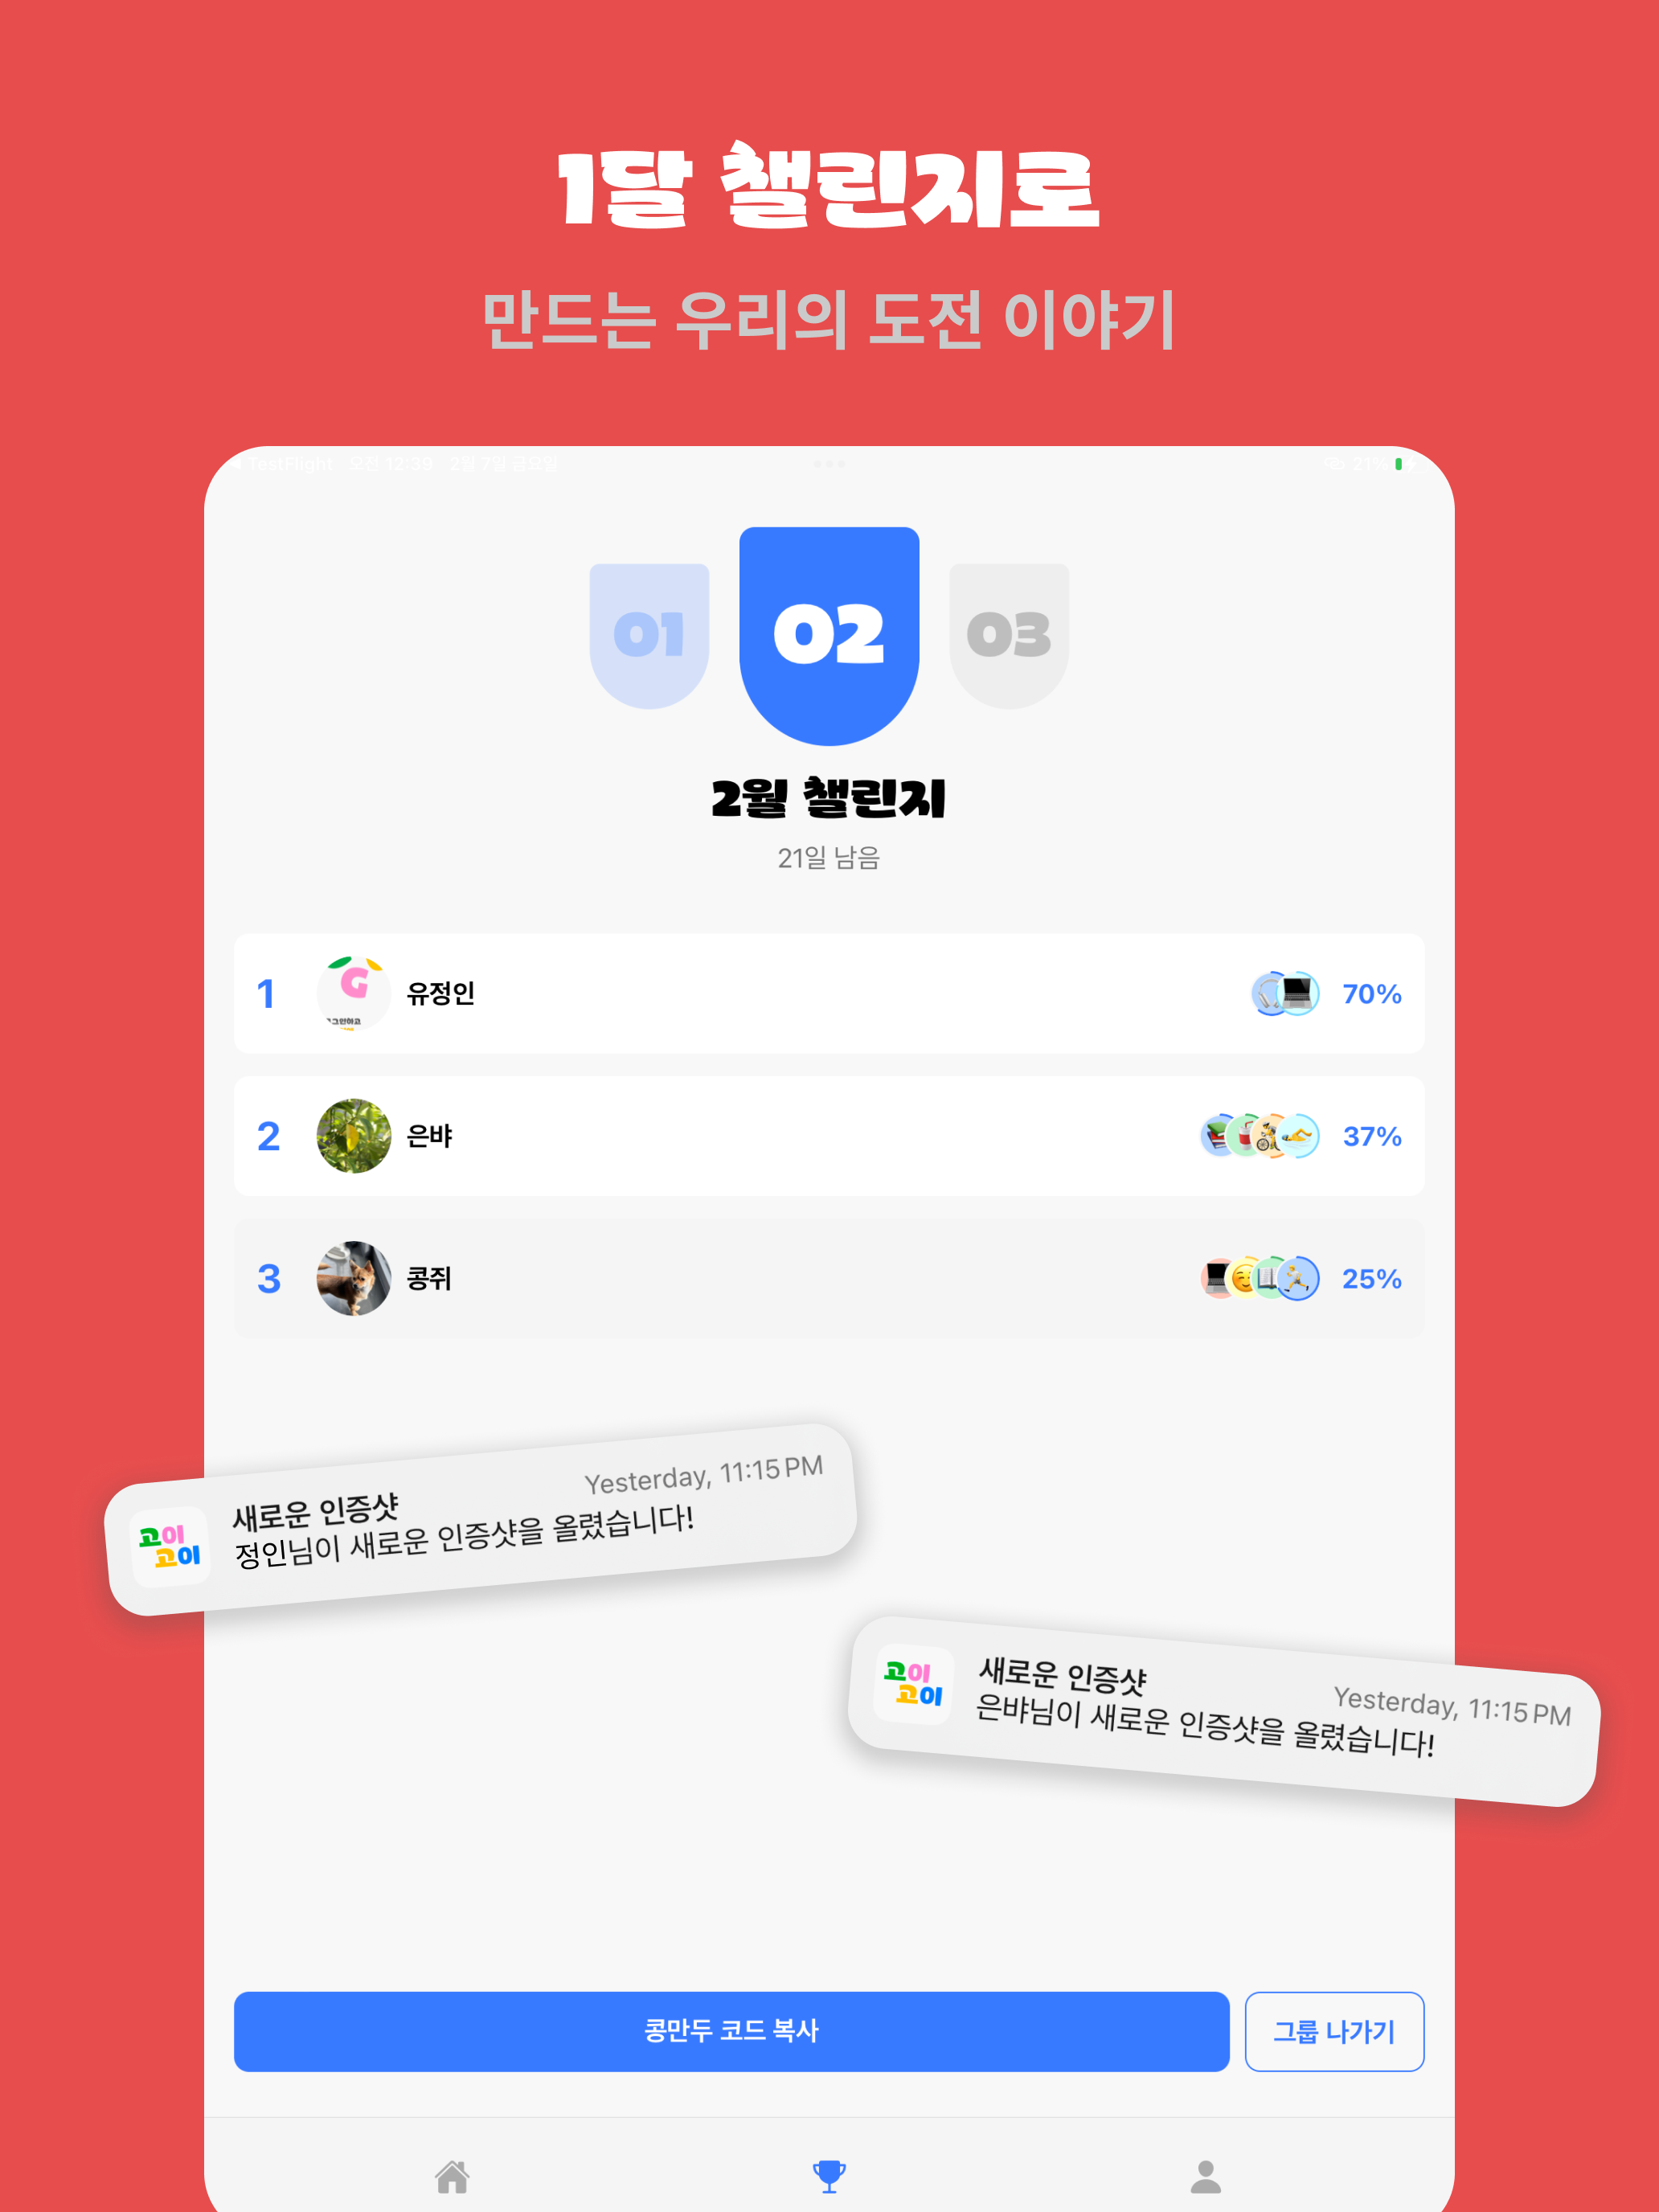 1달 챌린지로
만드는 우리의 도전 이야기
TestFlight 오전 12:39 2월 7일 금요일
21%
01
02
03
2월 챌린지
21일 남음
1
G
유정인
70%
2
은뱌
37%
3
콩쥐
25%
고이
고이
새로운 인증샷
Yesterday, 11:15 PM
정인님이 새로운 인증샷을 올렸습니다!
고이
고이
새로운 인증샷
Yesterday, 11:15 PM
은뱌님이 새로운 인증샷을 올렸습니다!
콩만두 코드 복사
그룹 나가기